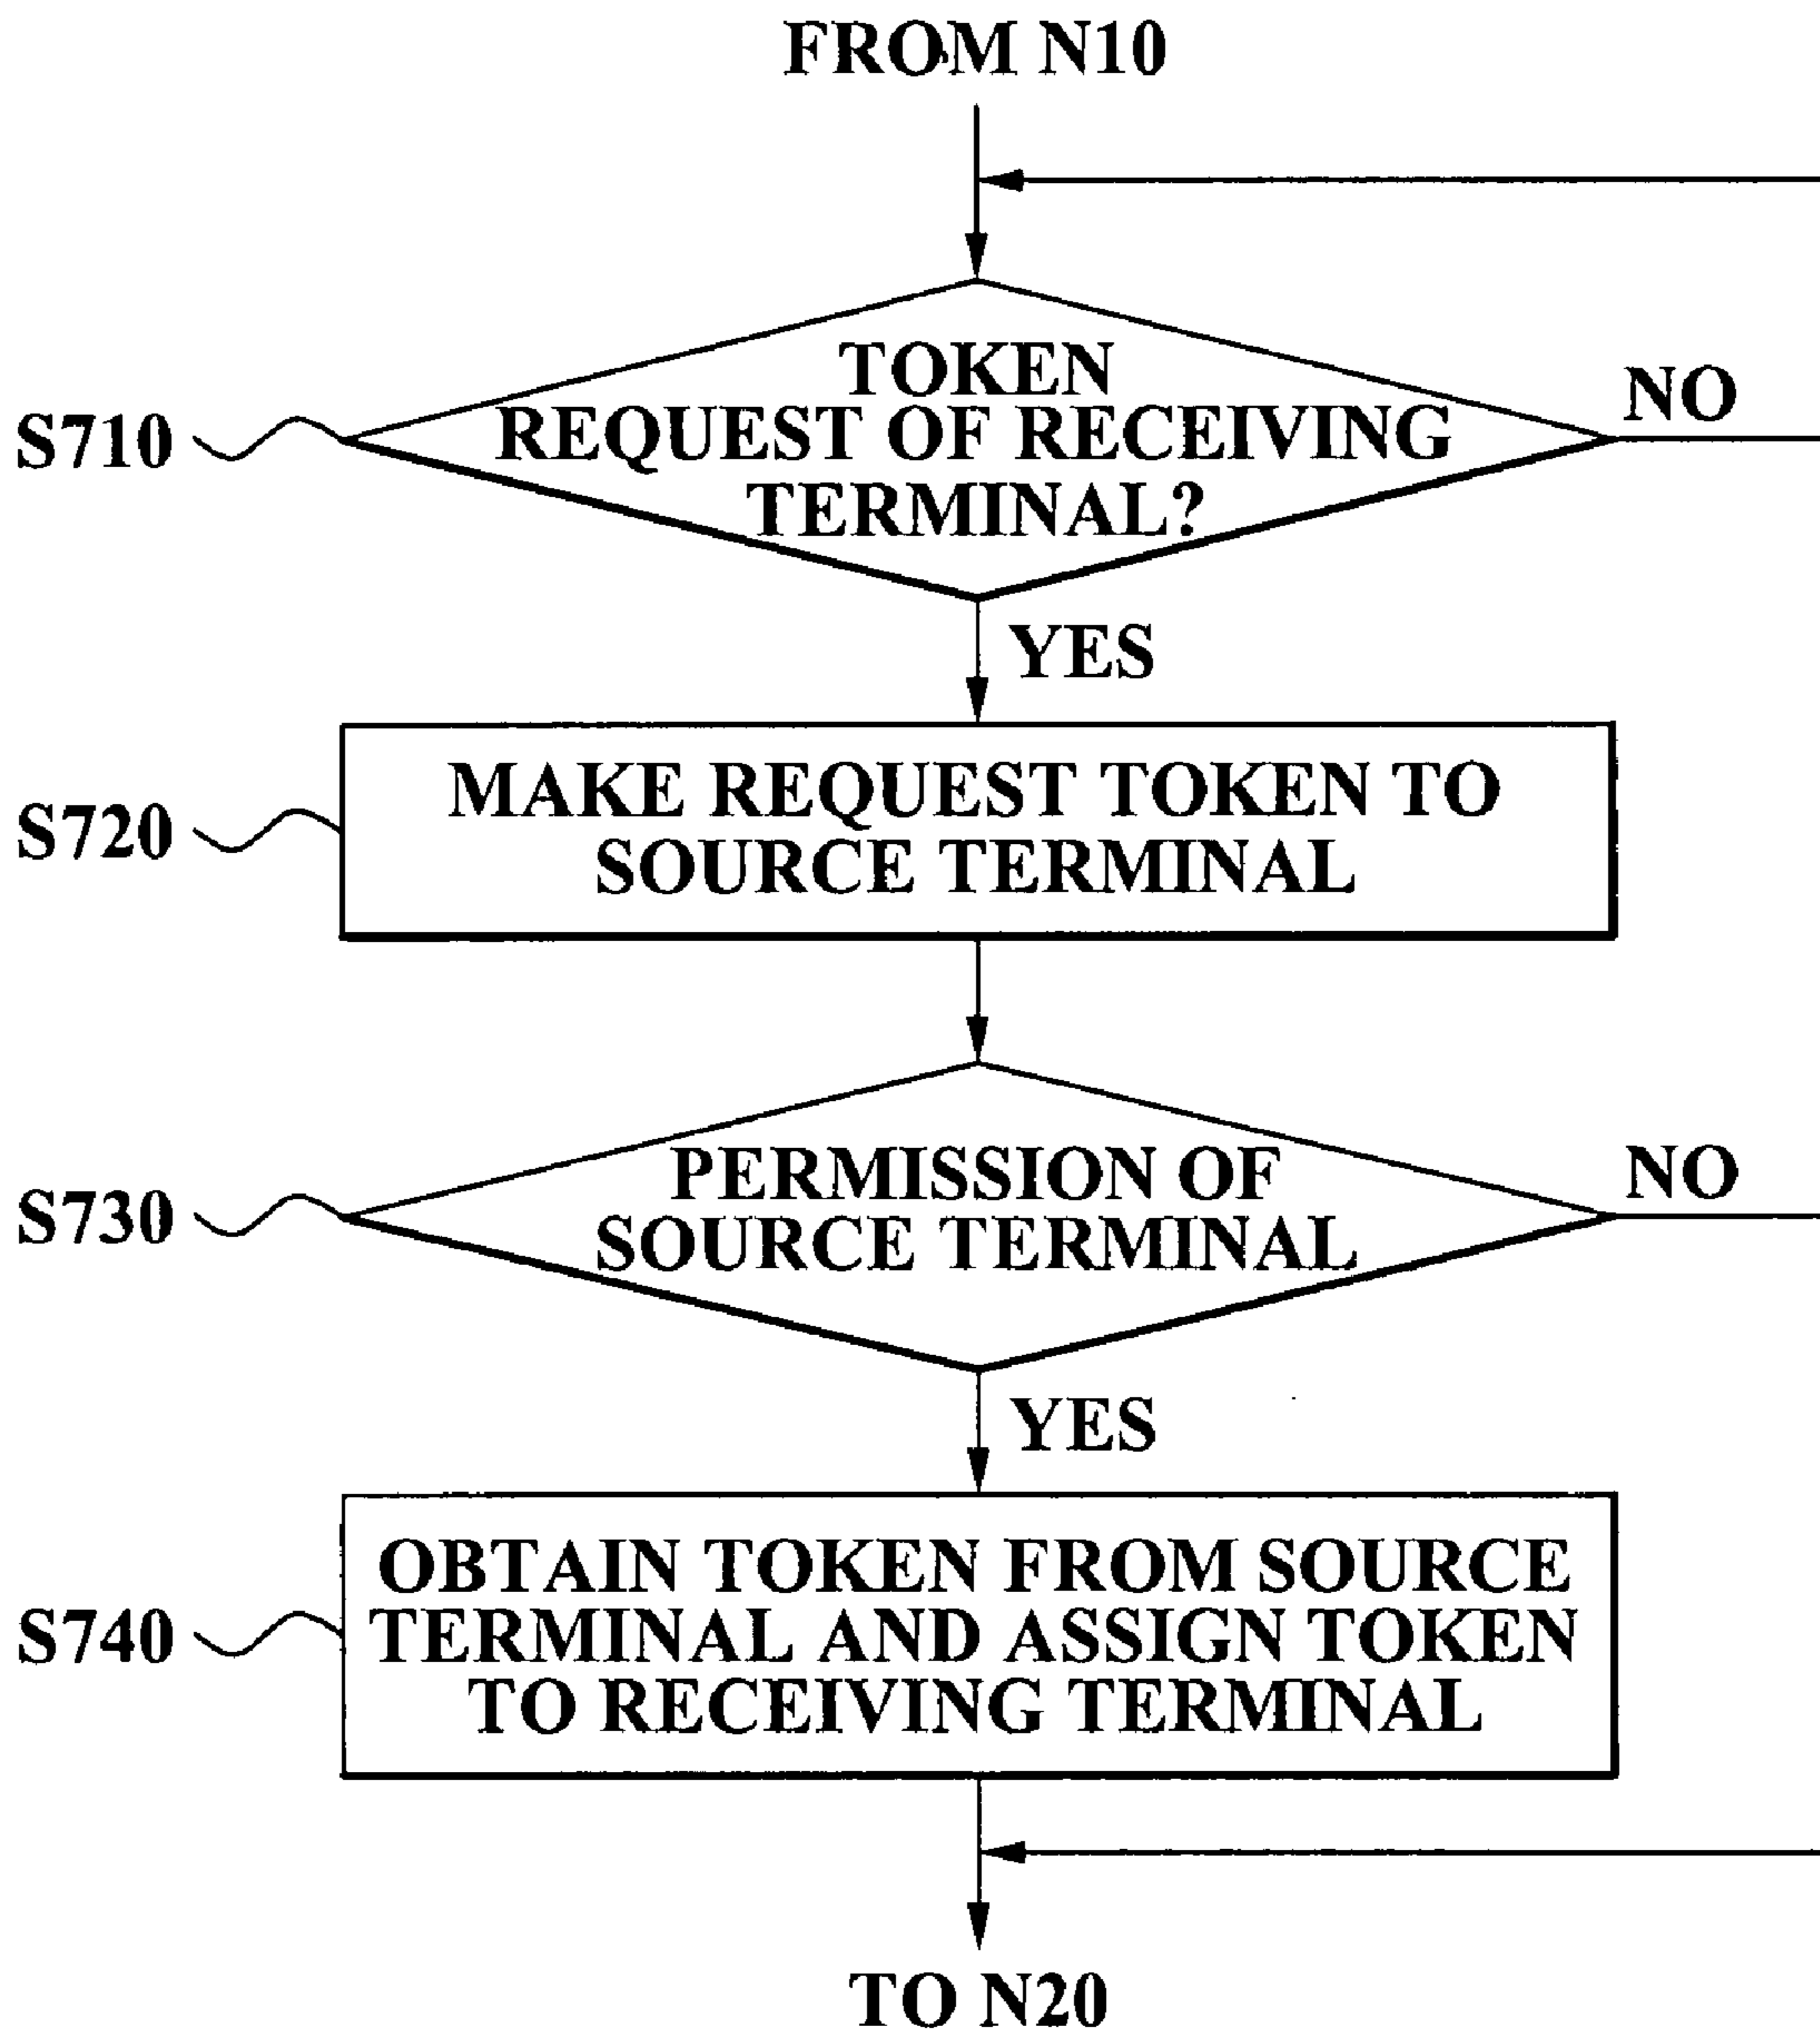 FROM N10
TOKEN
REQUEST OF RECEIVING
TERMINAL?
NO
S710
YES
MAKE REQUEST TOKEN TO
SOURCE TERMINAL
S720
PERMISSION OF
SOURCE TERMINAL
NO
S730
YES
OBTAIN TOKEN FROM SOURCE
TERMINAL AND ASSIGN TOKEN
TO RECEIVING TERMINAL
S740
TO N20